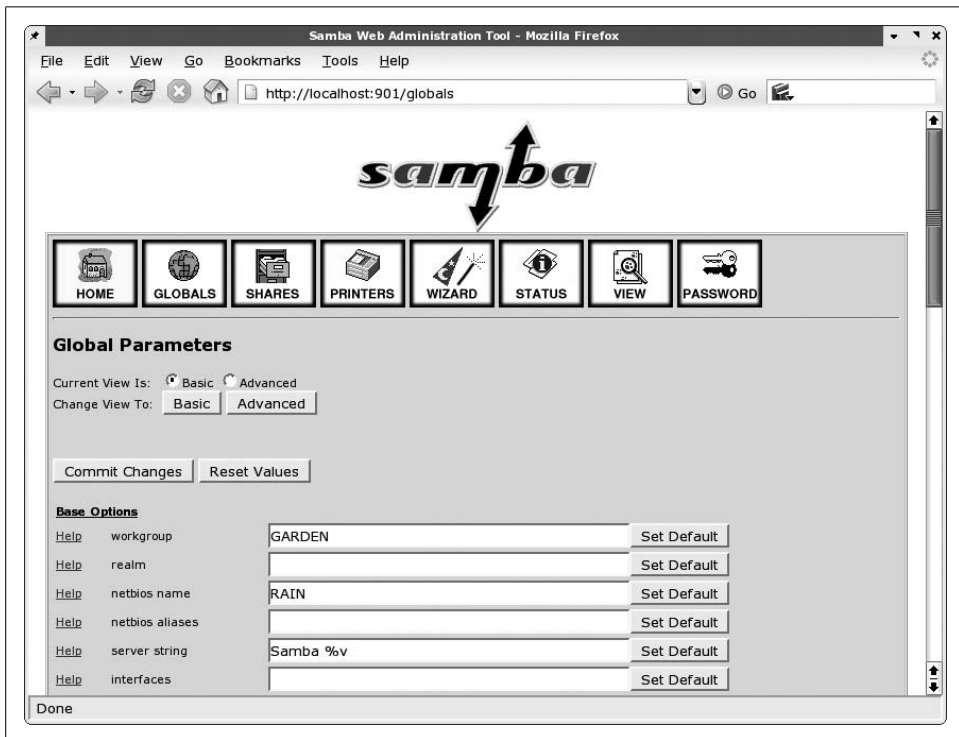 Samba Web Administration Tool - Mozilla Firefox
File Edit View Go Bookmarks Tools Help
http://localhost:901/globals Go
samba
HOME GLOBALS SHARES PRINTERS WIZARD STATUS VIEW PASSWORD
Global Parameters
Current View Is: Basic Advanced
Change View To: Basic Advanced
Commit Changes Reset Values
Base Options
Help workgroup GARDEN Set Default
Help realm Set Default
Help netbios name RAIN Set Default
Help netbios aliases Set Default
Help server string Samba %v Set Default
Help interfaces Set Default
Done